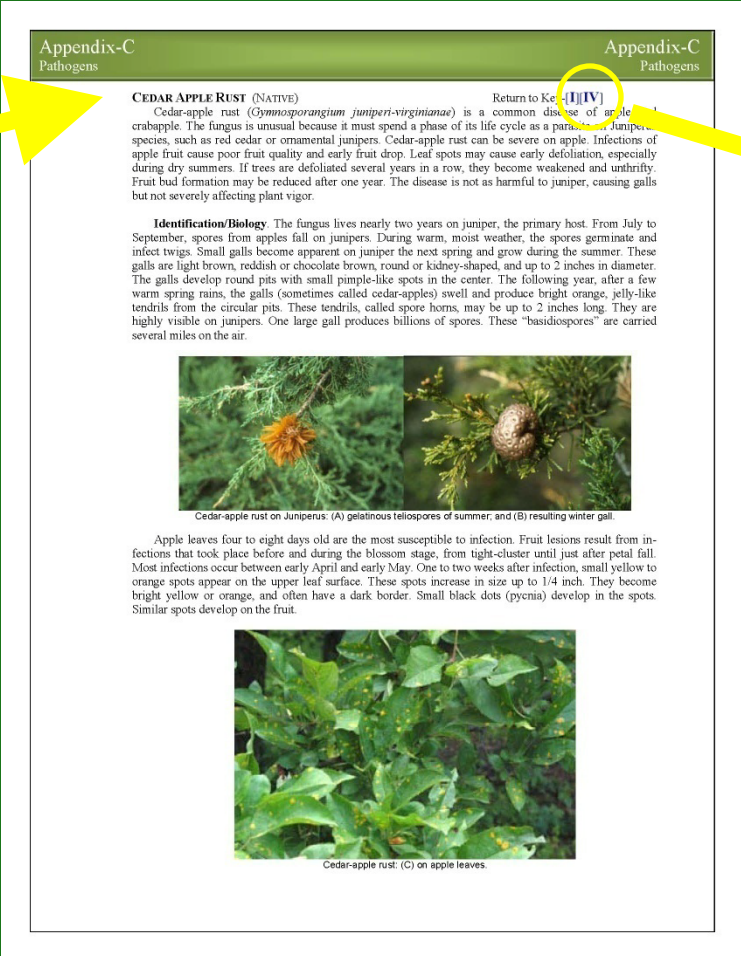 Appendix-C
Appendix-C
Pathogens
Pathogens
CEDAR APPLE RUST (NATIVE)
Return to Key-[I][IV]
Cedar-apple rust (Gymnosporangium juniperi-virginianae) is a common disease of apple
crabapple. The fungus is unusual because it must spend a phase of its life cycle as a parasite on Juniperus
species, such as red cedar or ornamental junipers. Cedar-apple rust can be severe on apple. Infections of
apple fruit cause poor fruit quality and early fruit drop. Leaf spots may cause early defoliation, especially
during dry summers. If trees are defoliated several years in a row, they become weakened and unthrifty.
Fruit bud formation may be reduced after one year. The disease is not as harmful to juniper, causing galls
but not severely affecting plant vigor.
Identification/Biology. The fungus lives nearly two years on juniper, the primary host. From July to
September, spores from apples fall on junipers. During warm, moist weather, the spores germinate and
infect twigs. Small galls become apparent on juniper the next spring and grow during the summer. These
galls are light brown, reddish or chocolate brown, round or kidney-shaped, and up to 2 inches in diameter.
The galls develop round pits with small pimple-like spots in the center. The following year, after a few
warm spring rains, the galls (sometimes called cedar-apples) swell and produce bright orange, jelly-like
tendrils from the circular pits. These tendrils, called spore horns, may be up to 2 inches long. They are
highly visible on junipers. One large gall produces billions of spores. These “basidiospores” are carried
several miles on the air.
Cedar-apple rust on Juniperus: (A) gelatinous teliospores of summer; and (B) resulting winter gall.
Apple leaves four to eight days old are the most susceptible to infection. Fruit lesions result from in-
fections that took place before and during the blossom stage, from tight-cluster until just after petal fall.
Most infections occur between early April and early May. One to two weeks after infection, small yellow to
orange spots appear on the upper leaf surface. These spots increase in size up to 1/4 inch. They become
bright yellow or orange, and often have a dark border. Small black dots (pycnia) develop in the spots.
Similar spots develop on the fruit.
Cedar-apple rust: (C) on apple leaves.